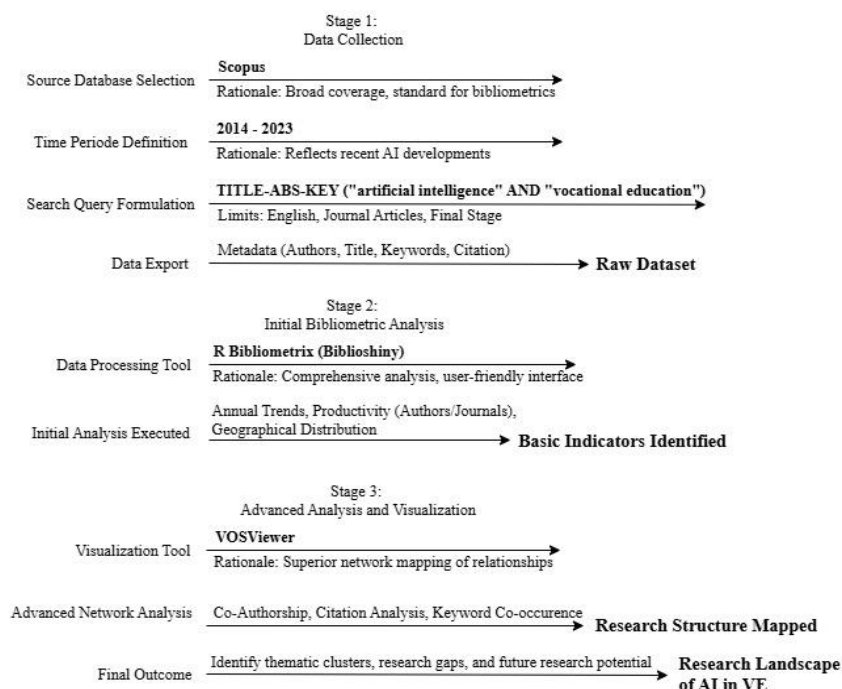 Stage 1:
Data Collection
Source Database Selection
Scopus
Rationale: Broad coverage, standard for bibliometrics
Time Periode Definition
2014 - 2023
Rationale: Reflects recent AI developments
Search Query Formulation
TITLE-ABS-KEY ("artificial intelligence" AND "vocational education")
Limits: English, Journal Articles, Final Stage
Data Export
Metadata (Authors, Title, Keywords, Citation)
Raw Dataset
Stage 2:
Initial Bibliometric Analysis
Data Processing Tool
R Bibliometrix (Biblioshiny)
Rationale: Comprehensive analysis, user-friendly interface
Initial Analysis Executed
Annual Trends, Productivity (Authors/Journals),
Geographical Distribution
Basic Indicators Identified
Stage 3:
Advanced Analysis and Visualization
Visualization Tool
VOSViewer
Rationale: Superior network mapping of relationships
Advanced Network Analysis
Co-Authorship, Citation Analysis, Keyword Co-occurence
Research Structure Mapped
Final Outcome
Identify thematic clusters, research gaps, and future research potential
Research Landscape
of AI in VE